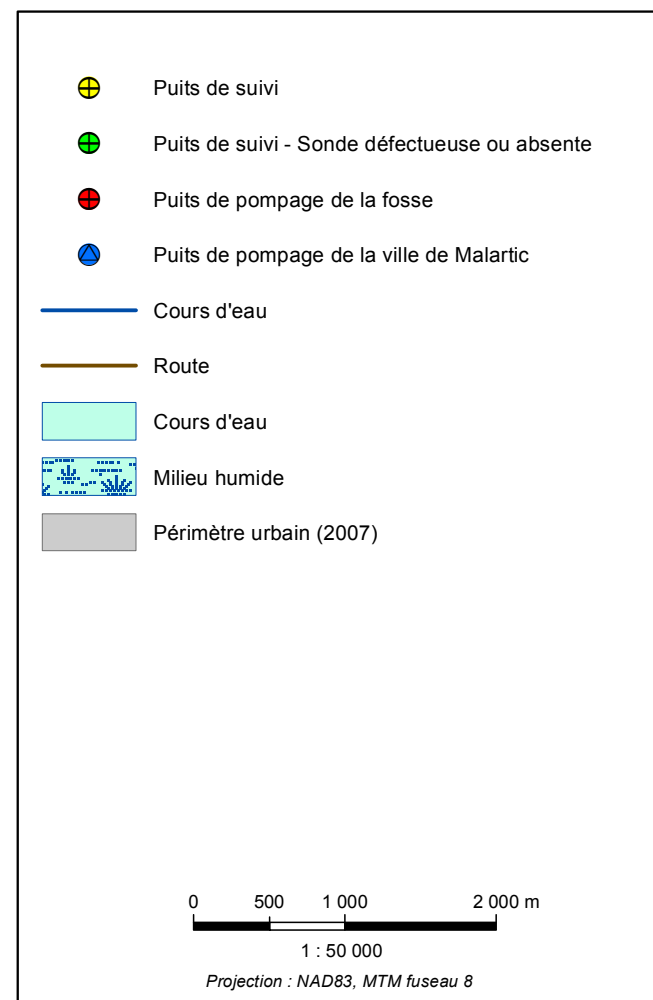 Puits de suivi
Puits de suivi - Sonde défectueuse ou absente
Puits de pompage de la fosse
Puits de pompage de la ville de Malartic
Cours d'eau
Route
Cours d'eau
Milieu humide
Périmètre urbain (2007)
0 500 1 000 2 000 m
1 : 50 000
Projection : NAD83, MTM fuseau 8